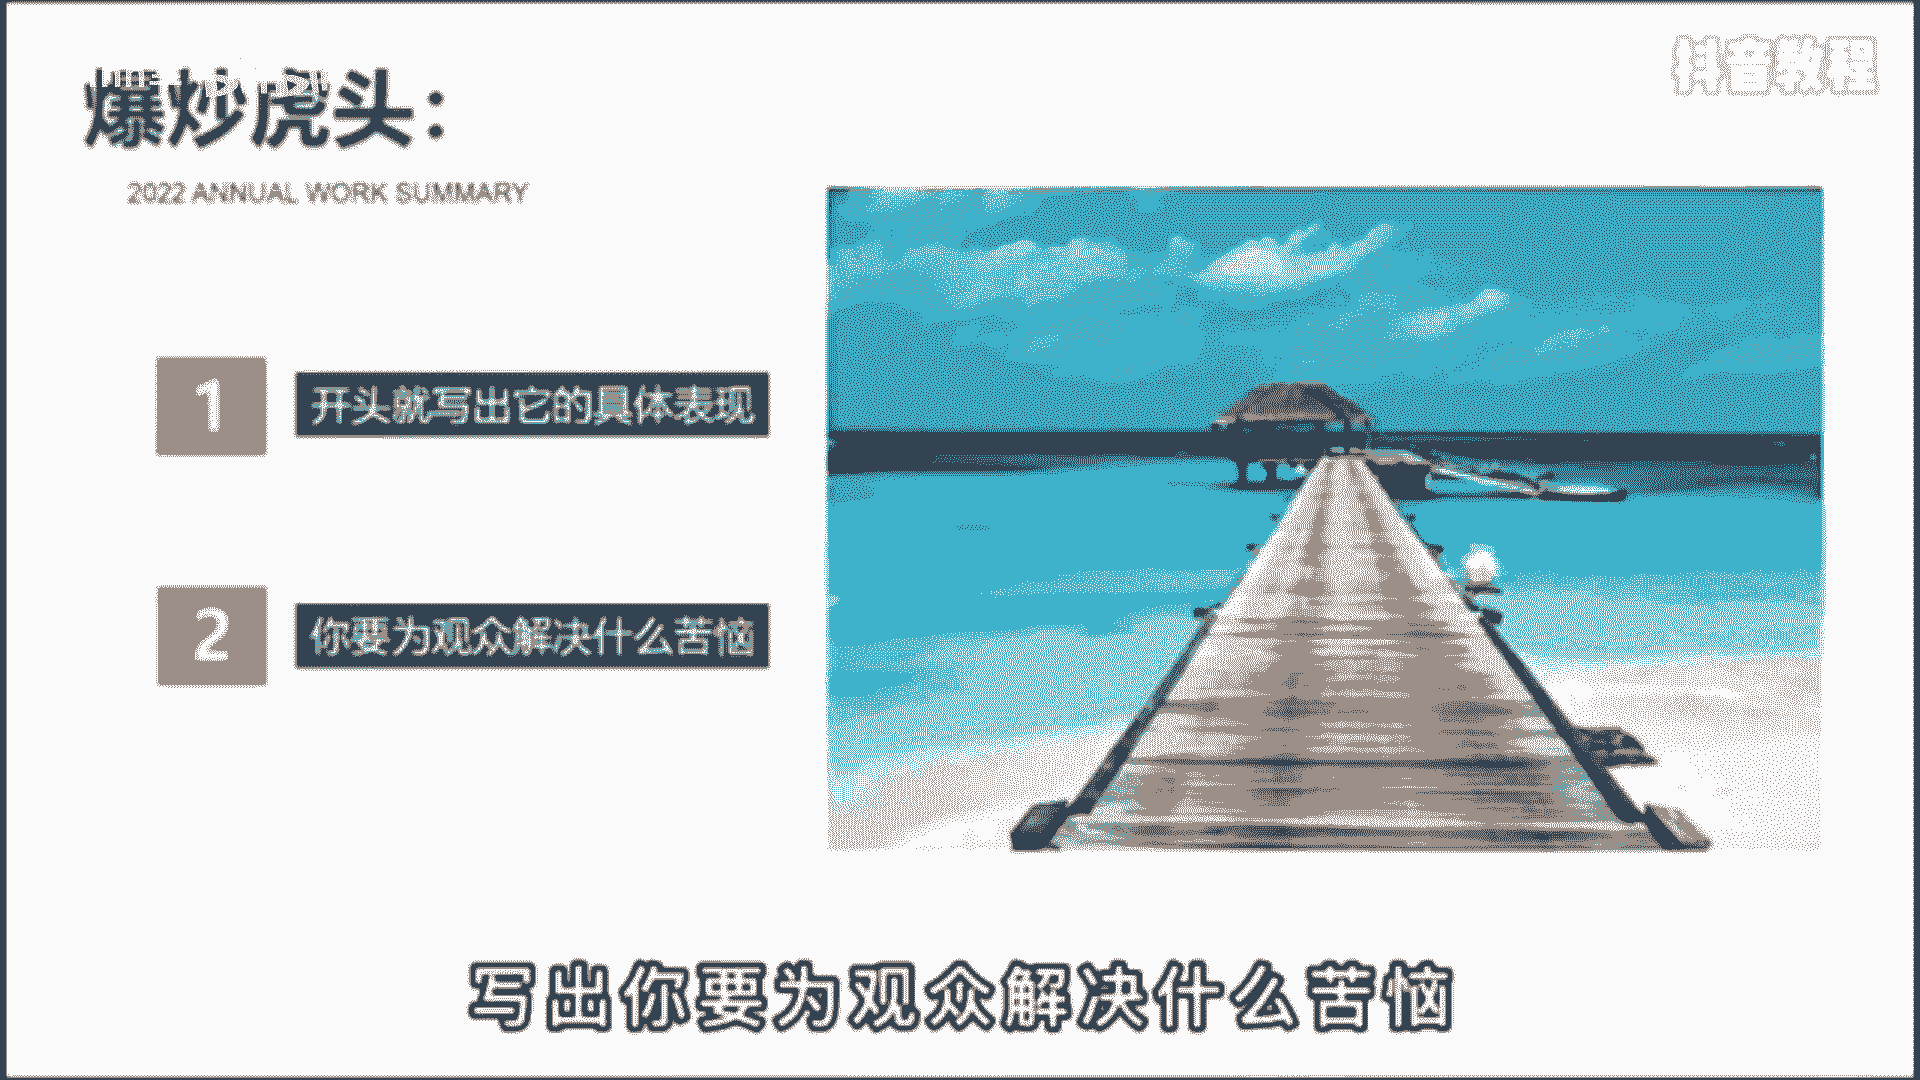 抖音教程
爆炒虎头：
2022 ANNUAL WORK SUMMARY
1
开头就写出它的具体表现
2
你要为观众解决什么苦恼
写出你要为观众解决什么苦恼